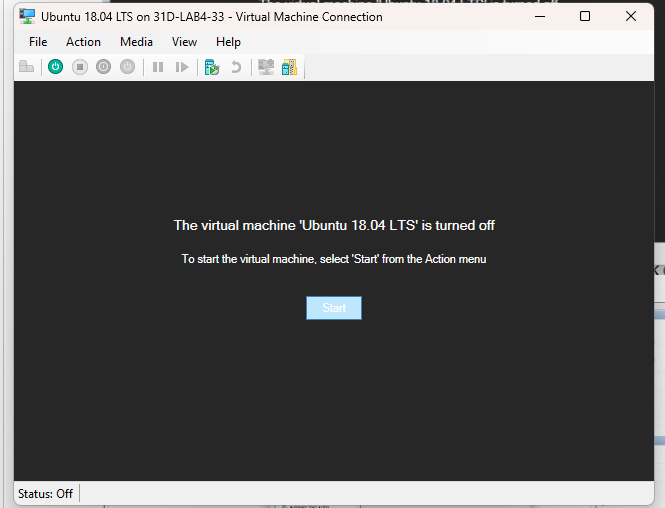 Ubuntu 18.04 LTS on 31D-LAB4-33 - Virtual Machine Connection
File Action Media View Help
The virtual machine 'Ubuntu 18.04 LTS' is turned off
To start the virtual machine, select 'Start' from the Action menu
Start
Status: Off